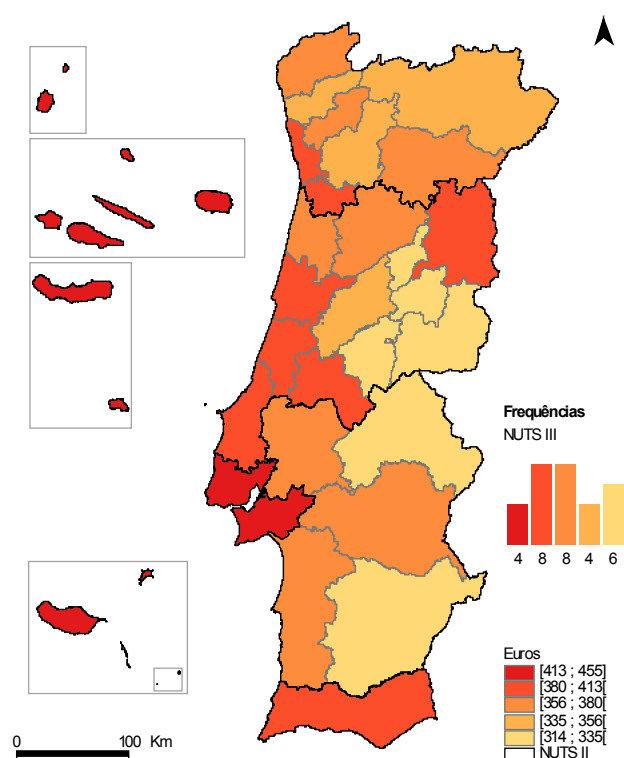 Frequências
NUTS III
4 8 8 4 6
Euros
[413 ; 455]
[380 ; 413[
[356 ; 380[
[335 ; 356[
[314 ; 335[
NUTS II
0 100 Km